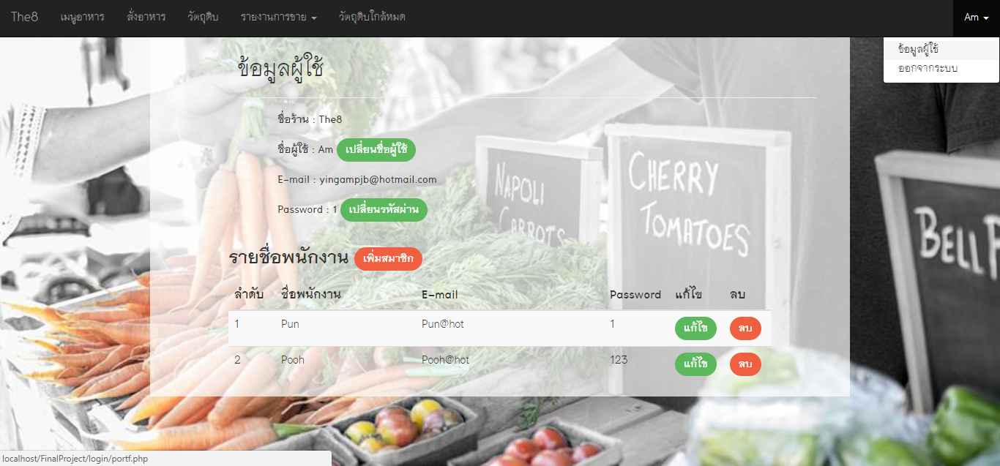 The8 เมนูอาหาร สั่งอาหาร วัตถุดิบ รายงานการขาย วัตถุดิบใกล้หมด Am
ข้อมูลผู้ใช้
ออกจากระบบ
ข้อมูลผู้ใช้
ชื่อร้าน : The8
ชื่อผู้ใช้ : Am เปลี่ยนชื่อผู้ใช้
E-mail : yingampjb@hotmail.com
Password : 1 เปลี่ยนรหัสผ่าน
รายชื่อพนักงาน เพิ่มสมาชิก
ลำดับ ชื่อพนักงาน E-mail Password แก้ไข ลบ
1 Pun Pun@hot 1 แก้ไข ลบ
2 Pooh Pooh@hot 123 แก้ไข ลบ
NAPOLI
CARROTS
CHERRY
TOMATOES
BELL
localhost/FinalProject/login/portf.php